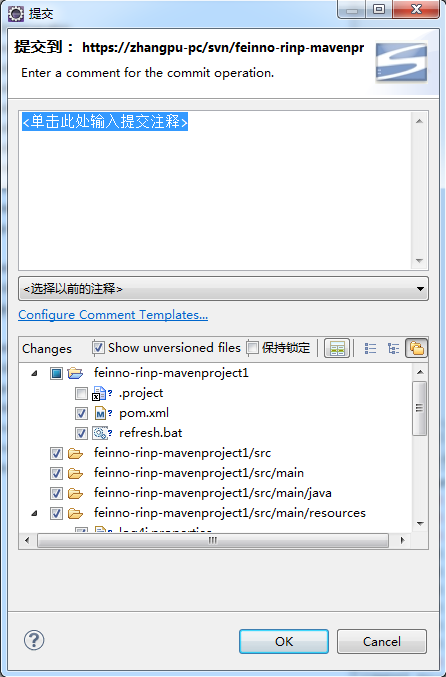 提交
提交到： https://zhangpu-pc/svn/feinno-rinp-mavenpr
Enter a comment for the commit operation.
<单击此处输入提交注释>
<选择以前的注释>
Configure Comment Templates...
Changes Show unversioned files 保持锁定
feinno-rinp-mavenproject1
.project
pom.xml
refresh.bat
feinno-rinp-mavenproject1/src
feinno-rinp-mavenproject1/src/main
feinno-rinp-mavenproject1/src/main/java
feinno-rinp-mavenproject1/src/main/resources
log4j.properties
OK Cancel